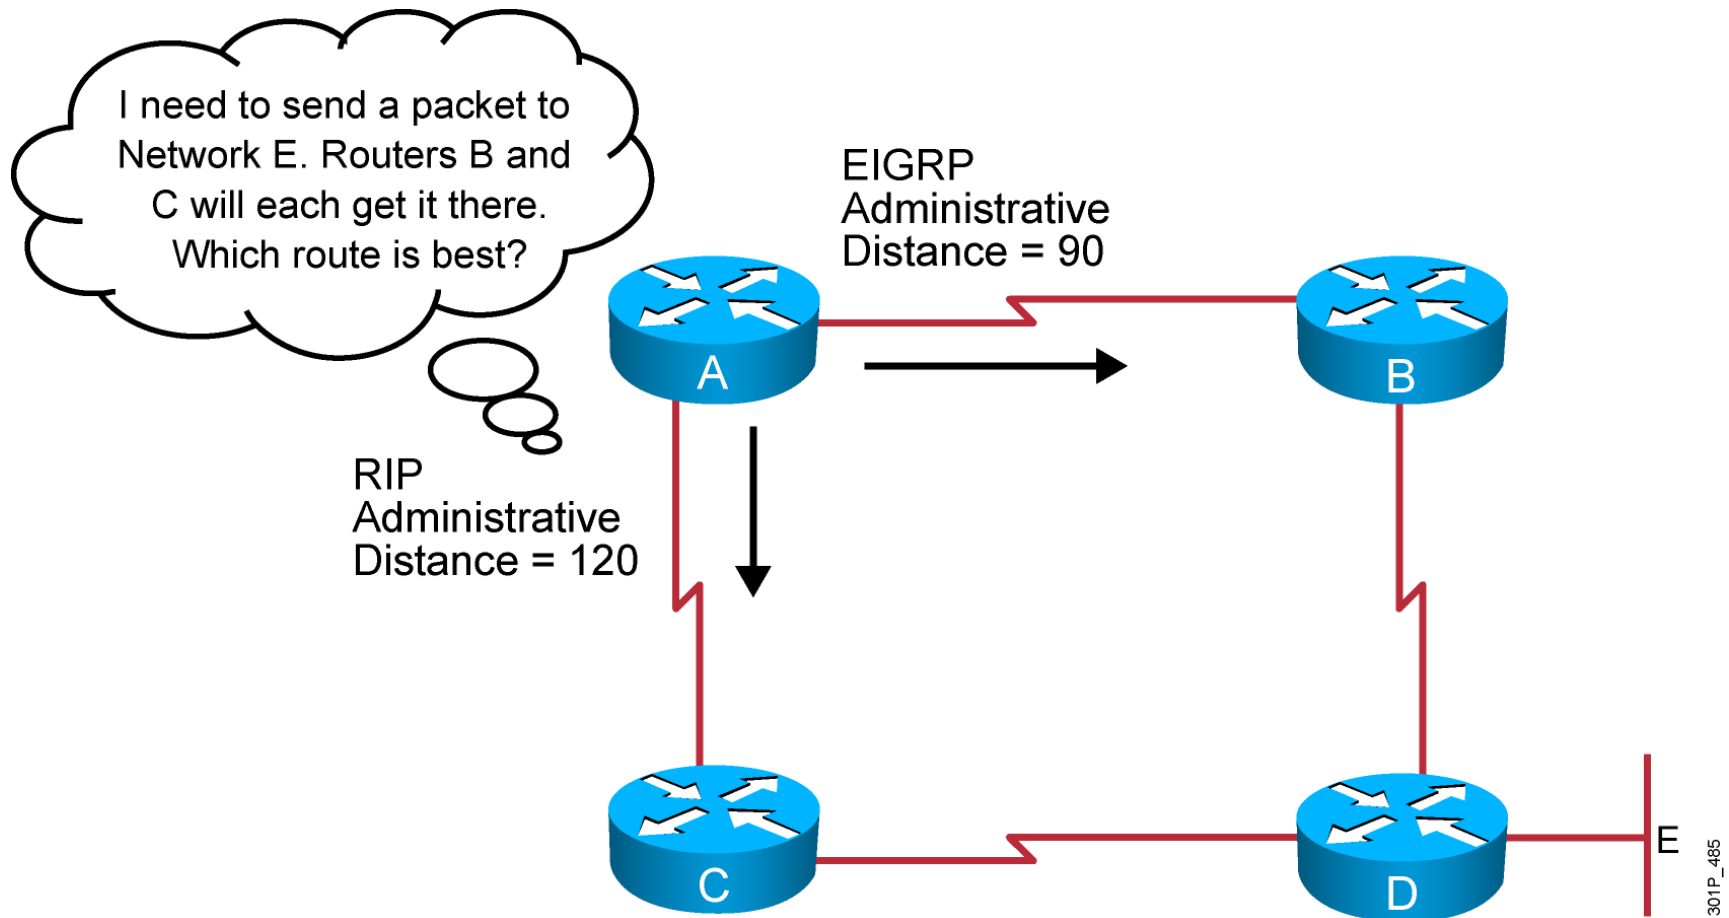 I need to send a packet to
Network E. Routers B and
C will each get it there.
Which route is best?
EIGRP
Administrative
Distance = 90
A
B
RIP
Administrative
Distance = 120
C
D
E
301P_485